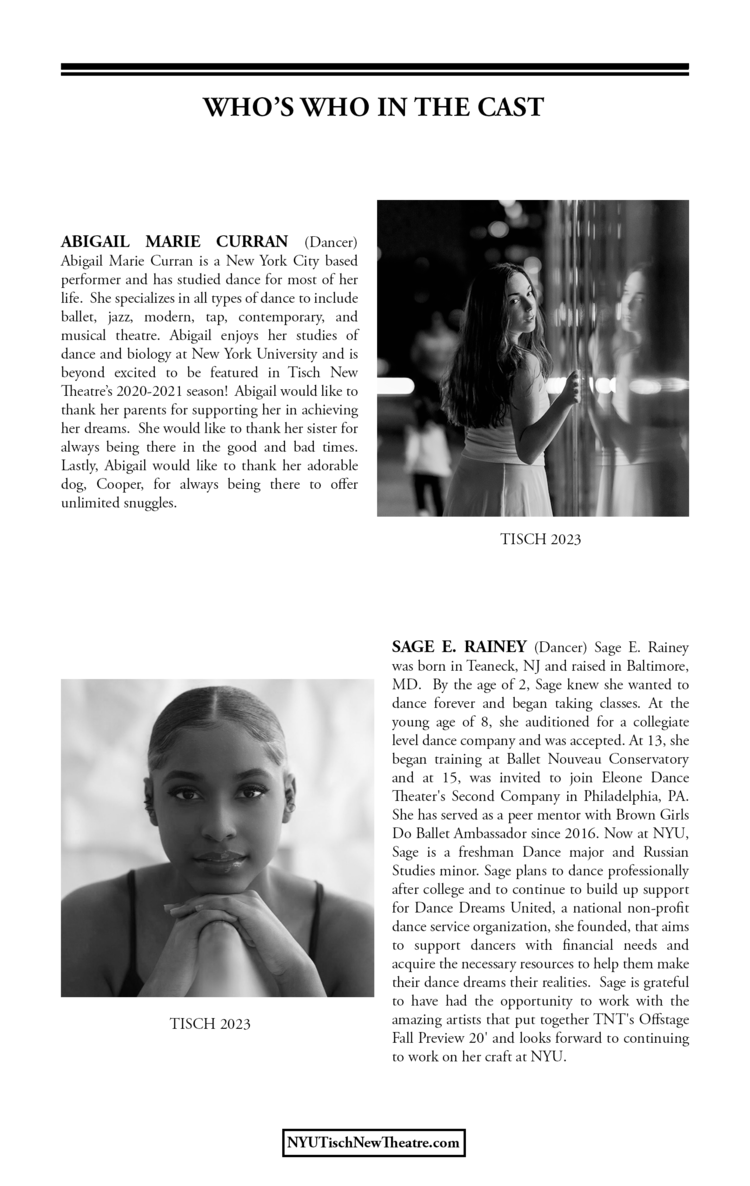 WHO'S WHO IN THE CAST
ABIGAIL MARIE CURRAN (Dancer)
Abigail Marie Curran is a New York City based
performer and has studied dance for most of her
life. She specializes in all types of dance to include
ballet, jazz, modern, tap, contemporary, and
musical theatre. Abigail enjoys her studies of
dance and biology at New York University and is
beyond excited to be featured in Tisch New
Theatre's 2020-2021 season! Abigail would like to
thank her parents for supporting her in achieving
her dreams. She would like to thank her sister for
always being there in the good and bad times.
Lastly, Abigail would like to thank her adorable
dog, Cooper, for always being there to offer
unlimited snuggles.
TISCH 2023
SAGE E. RAINEY (Dancer) Sage E. Rainey
was born in Teaneck, NJ and raised in Baltimore,
MD. By the age of 2, Sage knew she wanted to
dance forever and began taking classes. At the
young age of 8, she auditioned for a collegiate
level dance company and was accepted. At 13, she
began training at Ballet Nouveau Conservatory
and at 15, was invited to join Eleone Dance
Theater's Second Company in Philadelphia, PA.
She has served as a peer mentor with Brown Girls
Do Ballet Ambassador since 2016. Now at NYU,
Sage is a freshman Dance major and Russian
Studies minor. Sage plans to dance professionally
after college and to continue to build up support
for Dance Dreams United, a national non-profit
dance service organization, she founded, that aims
to support dancers with financial needs and
acquire the necessary resources to help them make
their dance dreams their realities. Sage is grateful
to have had the opportunity to work with the
amazing artists that put together TNT's Offstage
Fall Preview 20' and looks forward to continuing
to work on her craft at NYU.
TISCH 2023
NYUTischNewTheatre.com